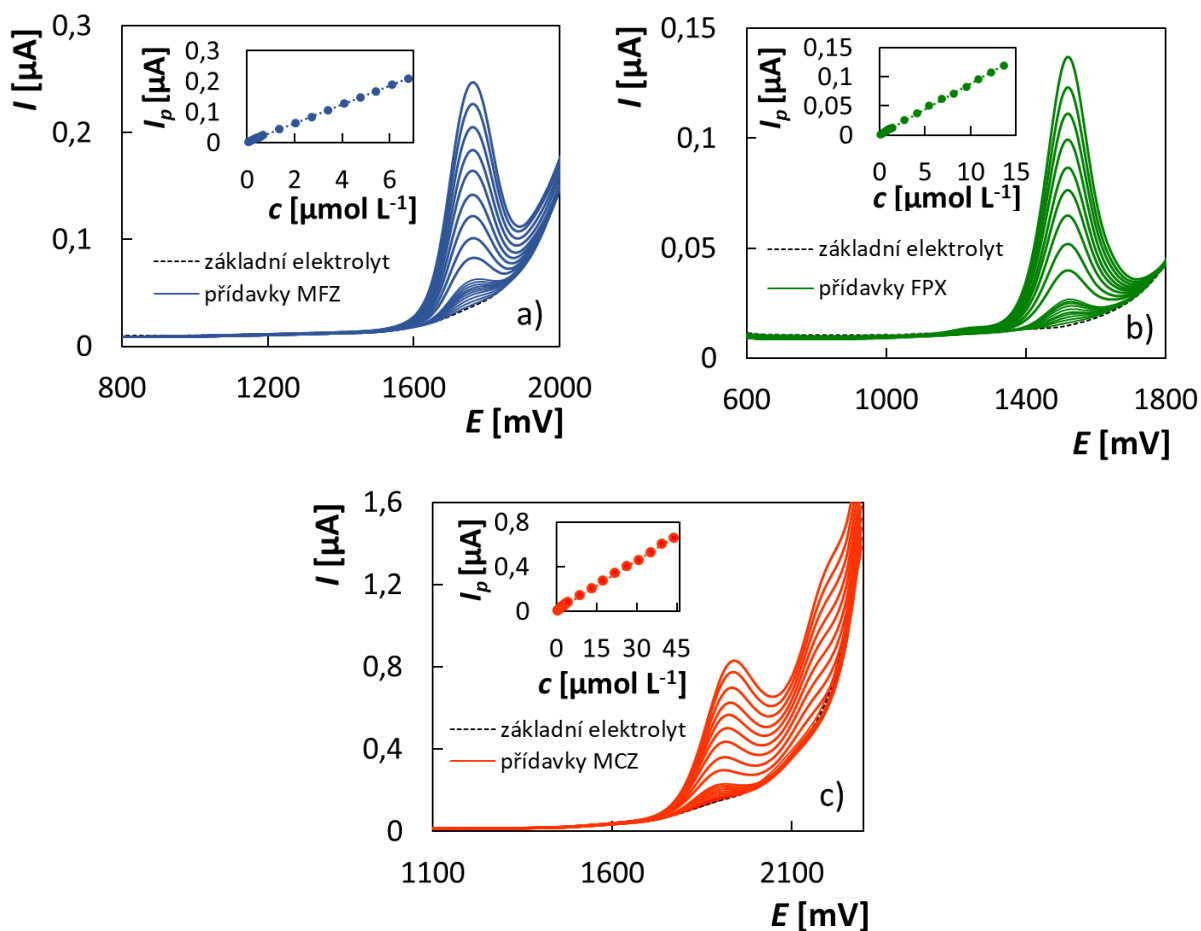 I [µA]
0,3
0,2
0,1
0
I_p [µA]
0,3
0,2
0,1
0
0 2 4 6
c [µmol L⁻¹]
základní elektrolyt
přídavky MFZ
a)
800 1200 1600 2000
E [mV]
I [µA]
0,15
0,1
0,05
0
I_p [µA]
0,15
0,1
0,05
0
0 5 10 15
c [µmol L⁻¹]
základní elektrolyt
přídavky FPX
b)
600 1000 1400 1800
E [mV]
I [µA]
1,6
1,2
0,8
0,4
0
I_p [µA]
0,8
0,4
0
0 15 30 45
c [µmol L⁻¹]
základní elektrolyt
přídavky MCZ
c)
1100 1600 2100
E [mV]